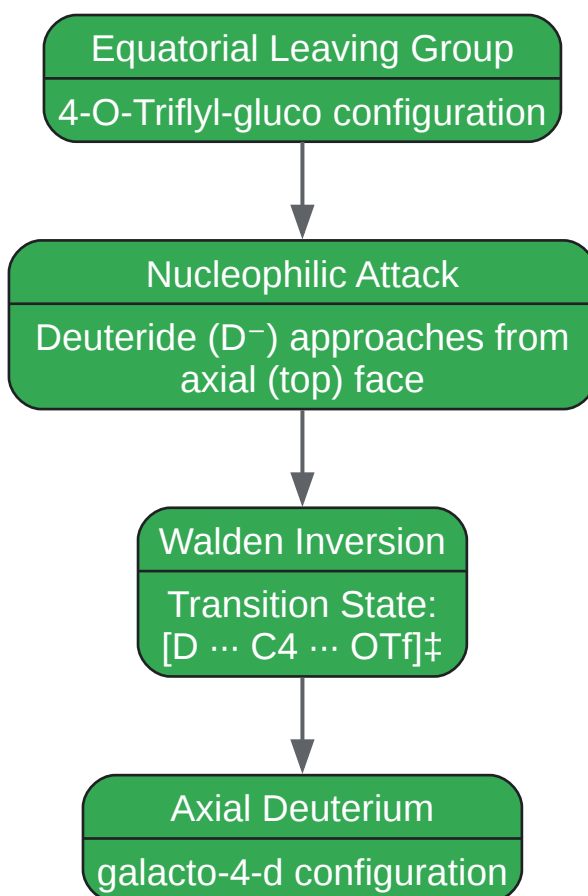 Equatorial Leaving Group
4-O-Triflyl-gluco configuration
Nucleophilic Attack
Deuteride (D⁻) approaches from
axial (top) face
Walden Inversion
Transition State:
[D ··· C4 ··· OTf]‡
Axial Deuterium
galacto-4-d configuration